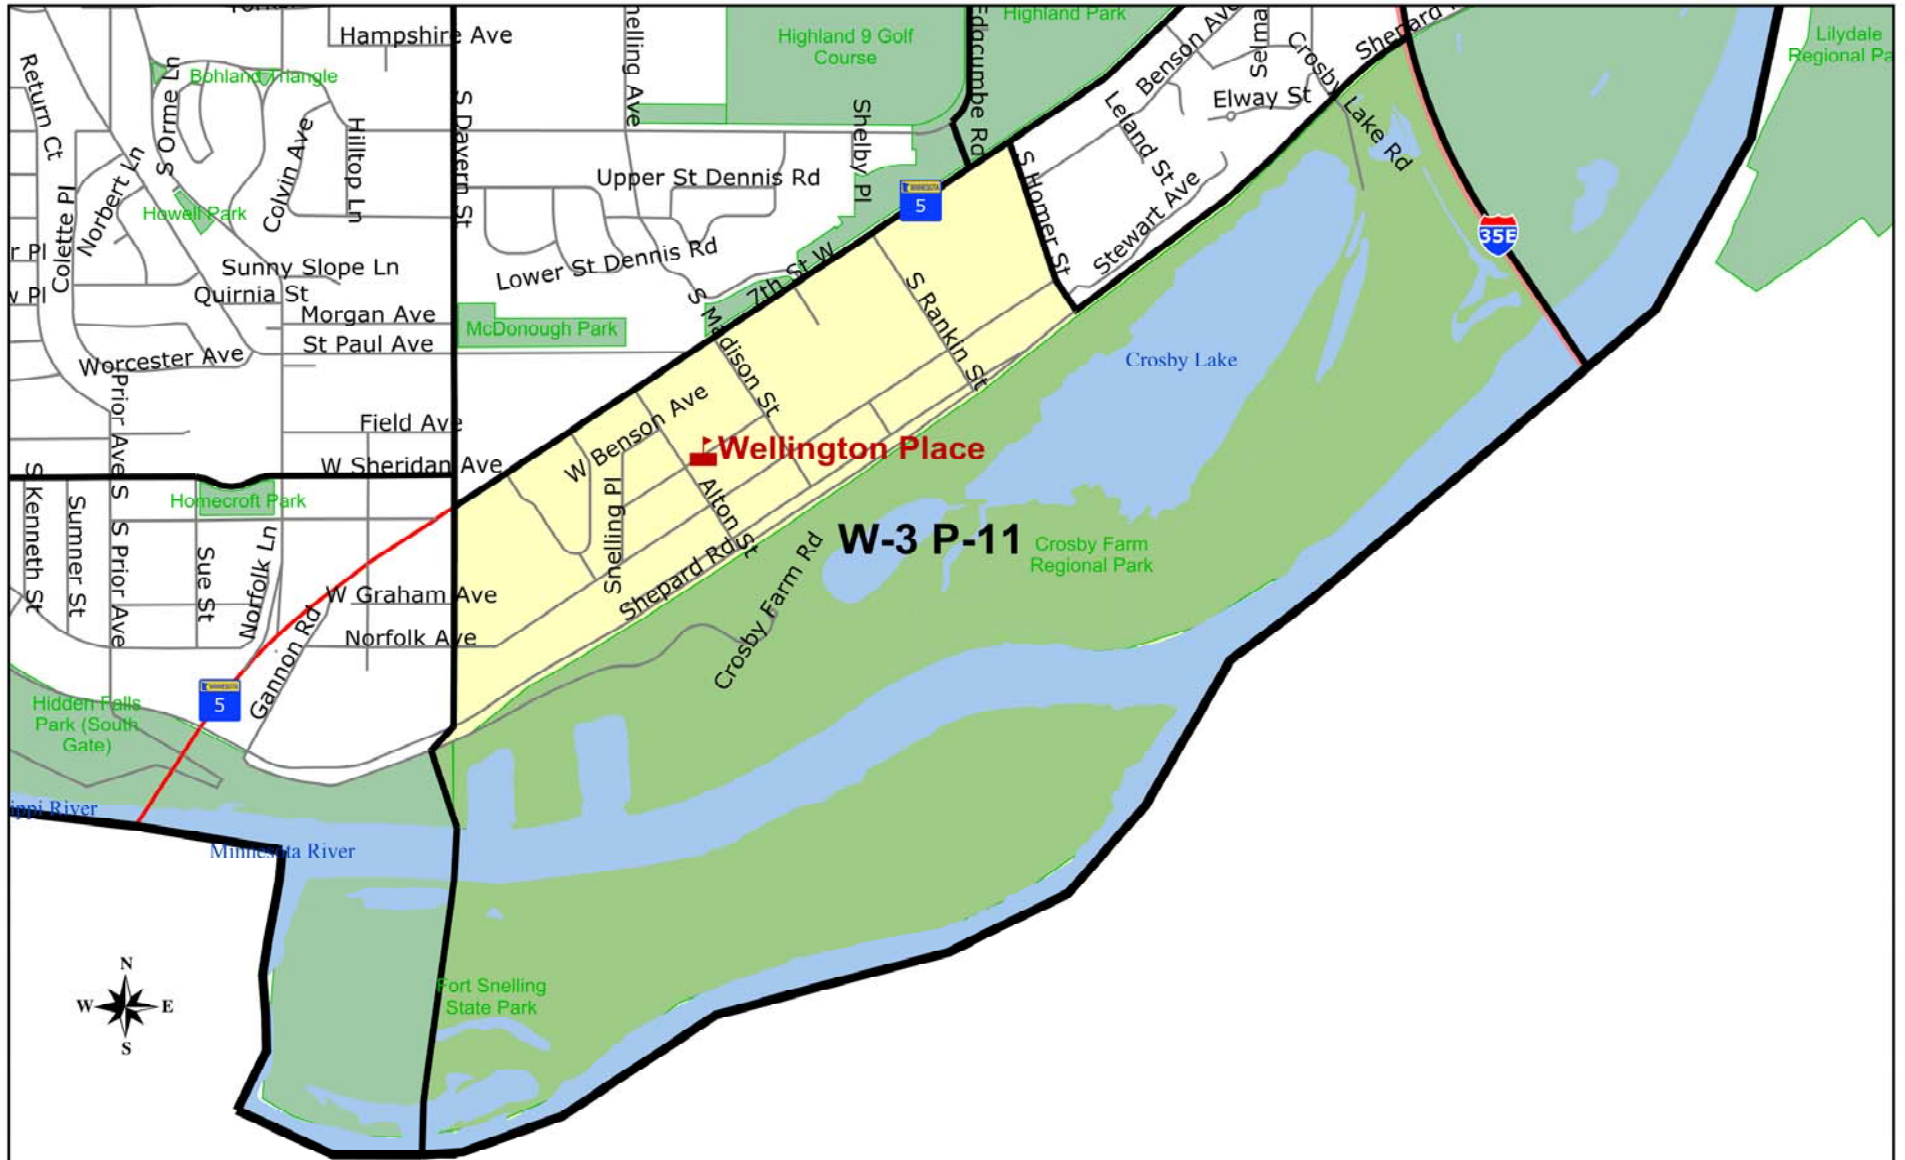 Hampshire Ave
Highland 9 Golf
Course
Highland Park
Edgcumbe Rd
Benson Ave
Crosby Lake Rd
Lilydale
Return Ct
S Orme Ln
Bohland Triangle
Elway St
Leland St
Colvin Ave
Hilltop Ln
S Davern St
Shelby Pl
Upper St Dennis Rd
Norbert Ln
Howell Park
Colette Pl
MINNESOTA
5
S Homer St
Stewart Ave
35E
Lower St Dennis Rd
7th St W
Sunny Slope Ln
Quirnia St
Morgan Ave
St Paul Ave
Worcester Ave
McDonough Park
S Madison St
S Rankin St
Crosby Lake
Prior Ave S
Field Ave
W Benson Ave
Wellington Place
W Sheridan Ave
S Kenneth St
Sumner St
Homecroft Park
S Prior Ave
Sue St
Norfolk Ln
Snelling Pl
Alton St
W-3 P-11
Crosby Farm
Regional Park
Shepard Rd
Crosby Farm Rd
W Graham Ave
Norfolk Ave
Gannon Rd
MINNESOTA
5
Hidden Falls
Park (South
Gate)
River
Minnesota River
Fort Snelling
State Park
N
W E
S